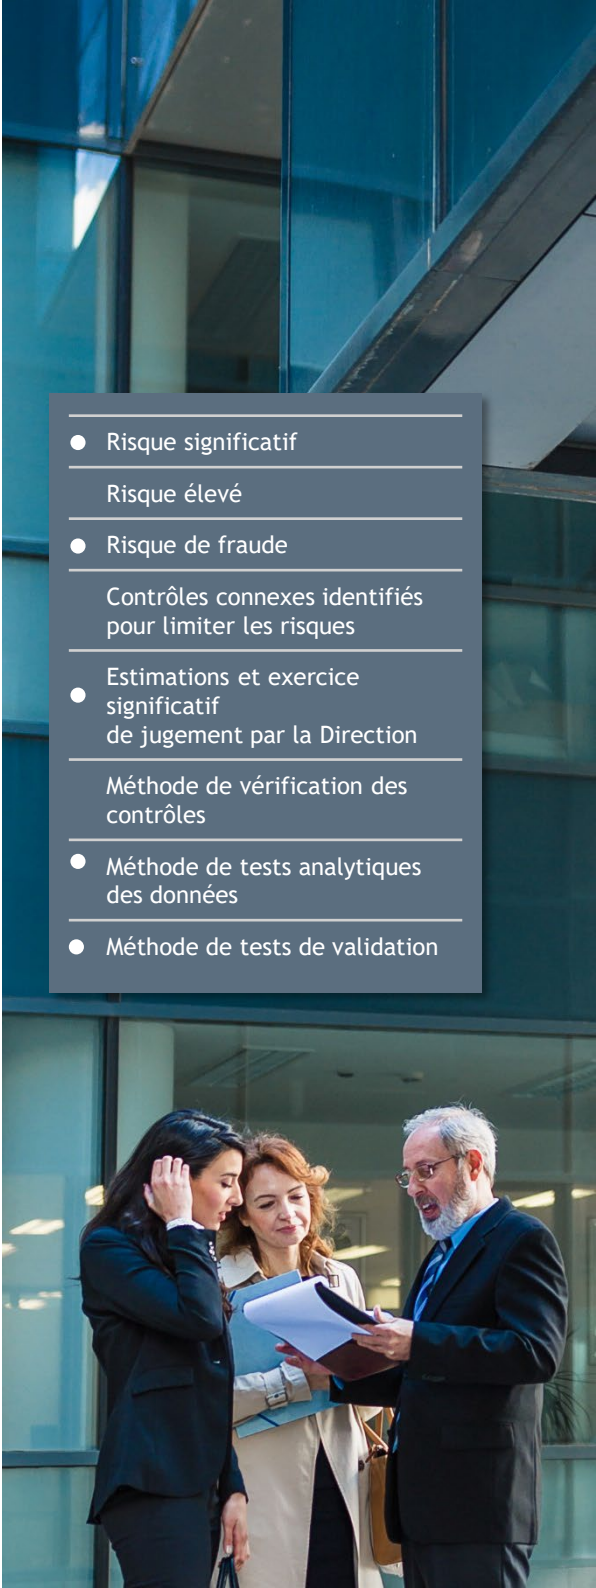 Risque significatif
Risque élevé
Risque de fraude
Contrôles connexes identifiés
pour limiter les risques
Estimations et exercice
significatif
de jugement par la Direction
Méthode de vérification des
contrôles
Méthode de tests analytiques
des données
Méthode de tests de validation